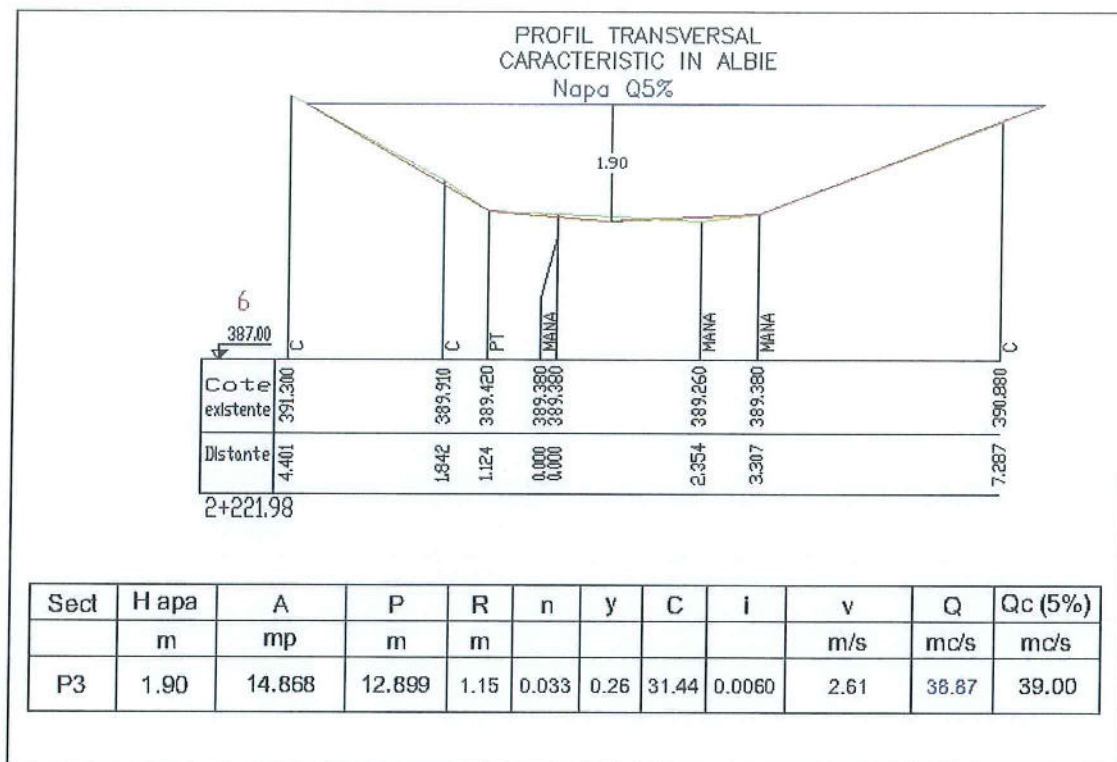 PROFIL TRANSVERSAL
CARACTERISTIC IN ALBIE
Napa Q5%
1.90
6
387.00
C C PT MANA MANA MANA C
Cote existente 391.300 389.910 389.420 389.380 389.380 389.260 389.380 390.880
Distante 4.401 1.842 1.124 0.000 0.000 2.354 3.307 7.287
2+221.98
Sect H apa A P R n y C i v Q Qc (5%)
m mp m m m/s mc/s mc/s
P3 1.90 14.868 12.899 1.15 0.033 0.26 31.44 0.0060 2.61 38.87 39.00